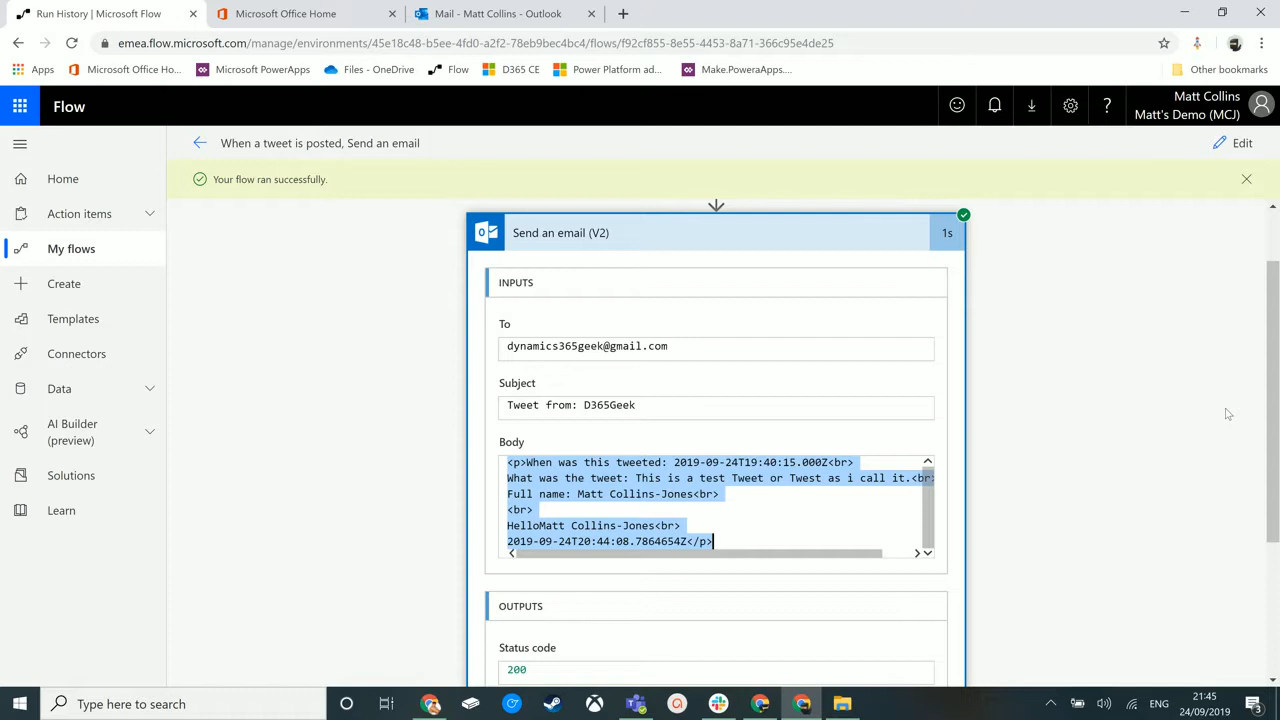 Run History | Microsoft Flow
Microsoft Office Home
Mail - Matt Collins - Outlook
emea.flow.microsoft.com/manage/environments/45e18c48-b5ee-4fd0-a2f2-78eb9bec4bc4/flows/f92cf855-8e55-4453-8a71-366c95e4de25
Apps
Microsoft Office Ho...
Microsoft PowerApps
Files - OneDrive
Flow
D365 CE
Power Platform ad...
Make.PoweraApps....
Other bookmarks
Flow
Matt Collins
Matt's Demo (MCJ)
When a tweet is posted, Send an email
Edit
Your flow ran successfully.
Home
Action items
My flows
Create
Templates
Connectors
Data
AI Builder
(preview)
Solutions
Learn
Send an email (V2)
1s
INPUTS
To
dynamics365geek@gmail.com
Subject
Tweet from: D365Geek
Body
<p>When was this tweeted: 2019-09-24T19:40:15.000Z<br>
What was the tweet: This is a test Tweet or Twest as i call it.<br>
Full name: Matt Collins-Jones<br>
<br>
HelloMatt Collins-Jones<br>
2019-09-24T20:44:08.7864654Z</p>
OUTPUTS
Status code
200
Type here to search
ENG
21:45
24/09/2019
3